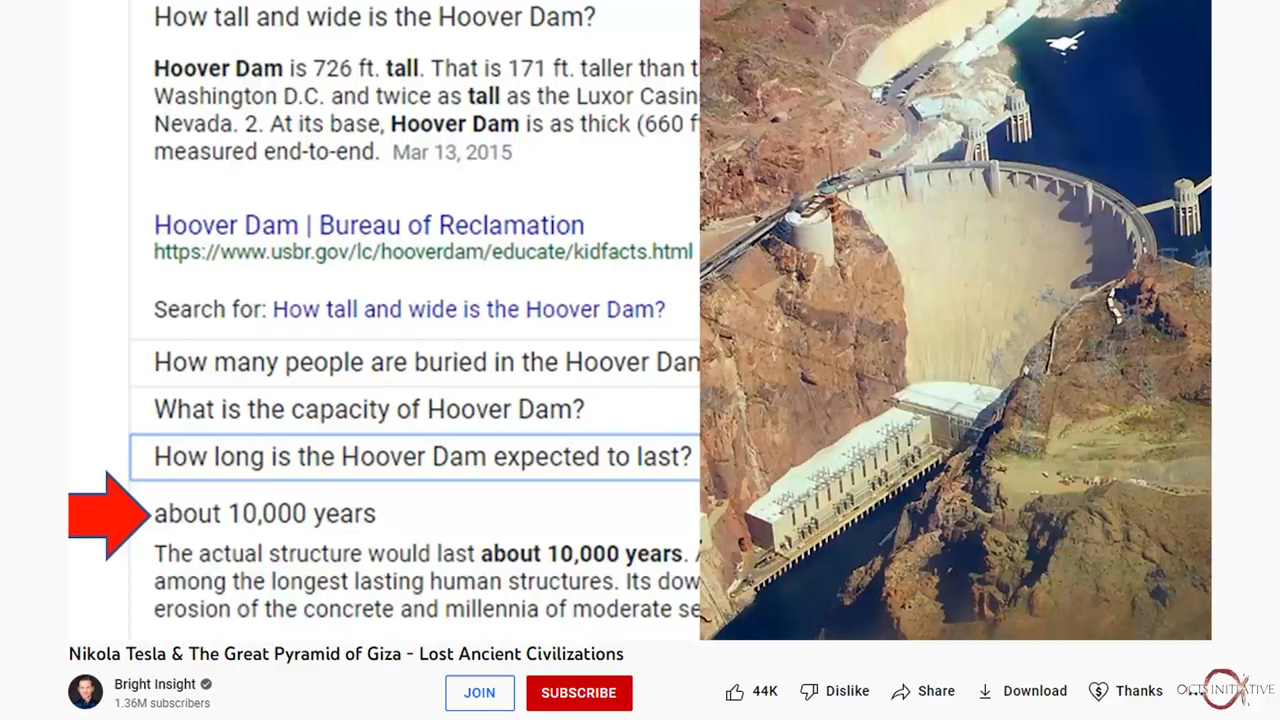 How tall and wide is the Hoover Dam?
Hoover Dam is 726 ft. tall. That is 171 ft. taller than t
Washington D.C. and twice as tall as the Luxor Casin
Nevada. 2. At its base, Hoover Dam is as thick (660 f
measured end-to-end. Mar 13, 2015
Hoover Dam | Bureau of Reclamation
https://www.usbr.gov/lc/hooverdam/educate/kidfacts.html
Search for: How tall and wide is the Hoover Dam?
How many people are buried in the Hoover Dam
What is the capacity of Hoover Dam?
How long is the Hoover Dam expected to last?
about 10,000 years
The actual structure would last about 10,000 years.
among the longest lasting human structures. Its dow
erosion of the concrete and millennia of moderate se
Nikola Tesla & The Great Pyramid of Giza - Lost Ancient Civilizations
Bright Insight
1.36M subscribers
JOIN
SUBSCRIBE
44K
Dislike
Share
Download
Thanks
INITIATIVE